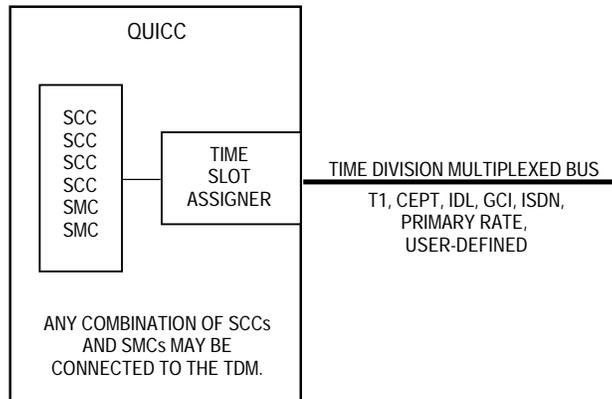 QUICC
SCC
SCC
SCC
SCC
SMC
SMC
TIME
SLOT
ASSIGNER
TIME DIVISION MULTIPLEXED BUS
T1, CEPT, IDL, GCI, ISDN,
PRIMARY RATE,
USER-DEFINED
ANY COMBINATION OF SCCs
AND SMCs MAY BE
CONNECTED TO THE TDM.